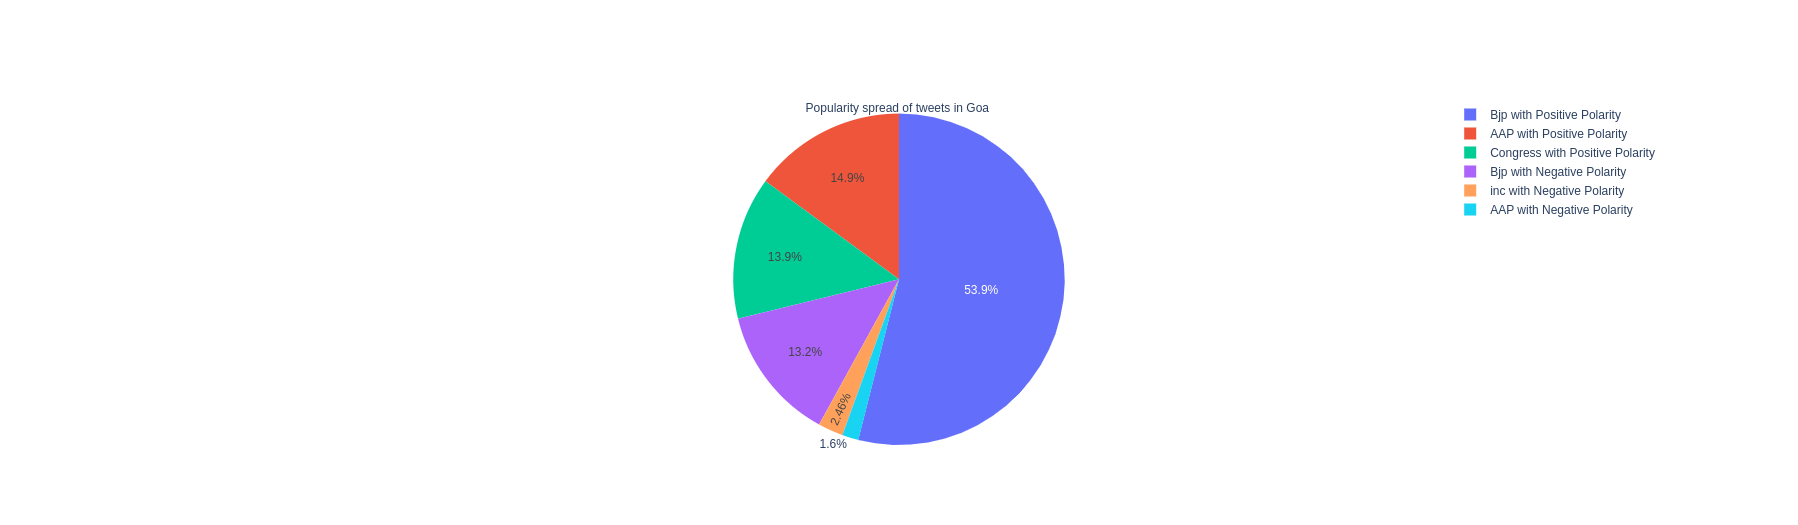 Popularity spread of tweets in Goa
14.9%
13.9%
53.9%
13.2%
2.46%
1.6%
Bjp with Positive Polarity
AAP with Positive Polarity
Congress with Positive Polarity
Bjp with Negative Polarity
inc with Negative Polarity
AAP with Negative Polarity